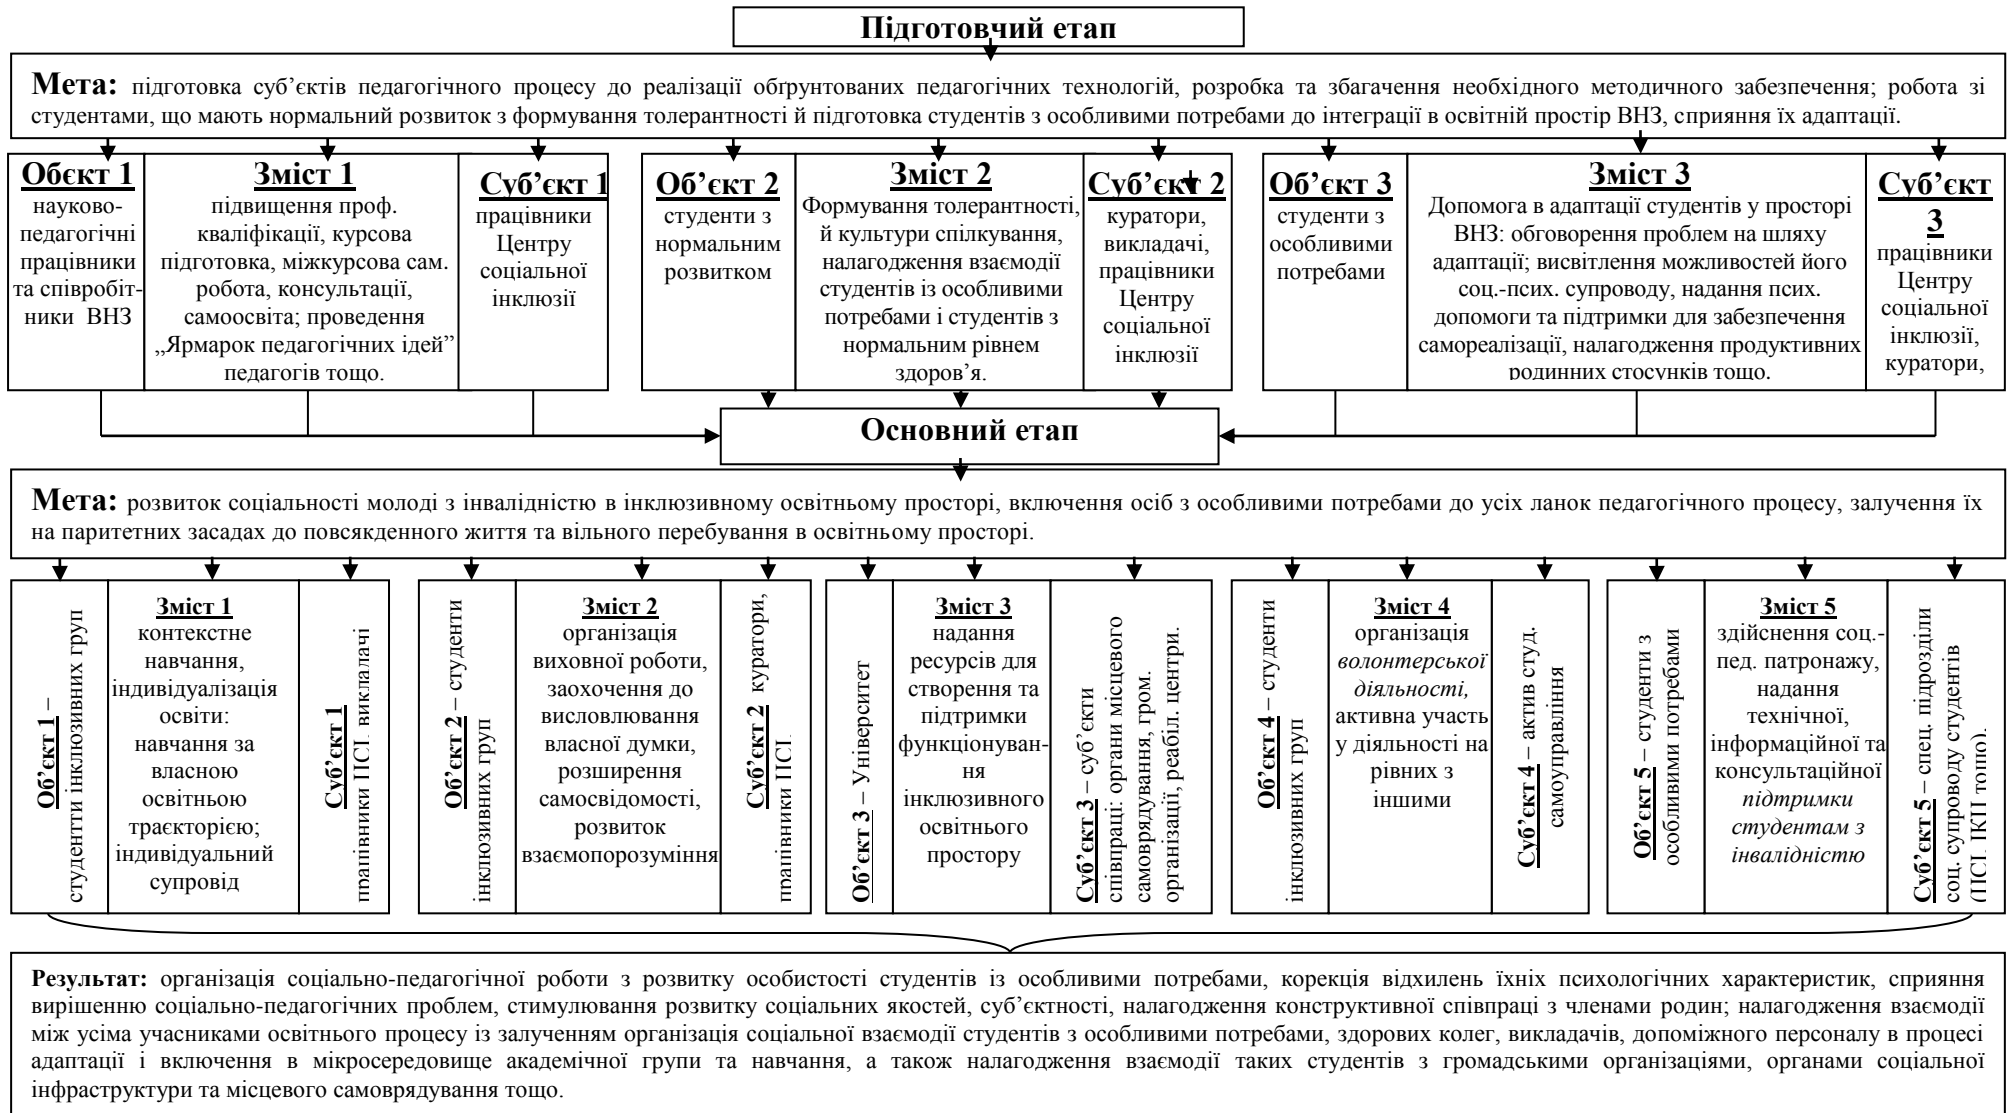 Підготовчий етап
Мета: підготовка суб’єктів педагогічного процесу до реалізації обґрунтованих педагогічних технологій, розробка та збагачення необхідного методичного забезпечення; робота зі
студентами, що мають нормальний розвиток з формування толерантності й підготовка студентів з особливими потребами до інтеграції в освітній простір ВНЗ, сприяння їх адаптації.
Обєкт 1
науково-
педагогічні
працівники
та співробіт-
ники ВНЗ
Зміст 1
підвищення проф.
кваліфікації, курсова
підготовка, міжкурсова сам.
робота, консультації,
самоосвіта; проведення
„Ярмарок педагогічних ідей”
педагогів тощо.
Суб’єкт 1
працівники
Центру
соціальної
інклюзії
Об’єкт 2
студенти з
нормальним
розвитком
Зміст 2
Формування толерантності,
й культури спілкування,
налагодження взаємодії
студентів із особливими
потребами і студентів з
нормальним рівнем
здоров’я.
Суб’єкт 2
куратори,
викладачі,
працівники
Центру
соціальної
інклюзії
Об’єкт 3
студенти з
особливими
потребами
Зміст 3
Допомога в адаптації студентів у просторі
ВНЗ: обговорення проблем на шляху
адаптації; висвітлення можливостей його
соц.-псих. супроводу, надання псих.
допомоги та підтримки для забезпечення
самореалізації, налагодження продуктивних
родинних стосунків тощо.
Суб’єкт
3
працівники
Центру
соціальної
інклюзії,
куратори,
Основний етап
Мета: розвиток соціальності молоді з інвалідністю в інклюзивному освітньому просторі, включення осіб з особливими потребами до усіх ланок педагогічного процесу, залучення їх
на паритетних засадах до повсякденного життя та вільного перебування в освітньому просторі.
Об’єкт 1 –
студентти інклюзивних груп
Зміст 1
контекстне
навчання,
індивідуалізація
освіти:
навчання за
власною
освітньою
траєкторією;
індивідуальний
супровід
Суб’єкт 1
працівники ЦСІ, викладачі
Об’єкт 2 – студенти
інклюзивних груп
Зміст 2
організація
виховної роботи,
заохочення до
висловлювання
власної думки,
розширення
самосвідомості,
розвиток
взаємопорозуміння
Суб’єкт 2 куратори,
працівники ЦСІ,
Об’єкт 3 – Університет
Зміст 3
надання
ресурсів для
створення та
підтримки
функціонуван-
ня
інклюзивного
освітнього
простору
Суб’єкт 3 – суб’єкти
співпраці: органи місцевого
самоврядування, гром.
організації, реабіл. центри.
Об’єкт 4 – студенти
інклюзивних груп
Зміст 4
організація
волонтерської
діяльності,
активна участь
у діяльності на
рівних з
іншими
Суб’єкт 4 – актив студ.
самоуправління
Об’єкт 5 – студенти з
особливими потребами
Зміст 5
здійснення соц.-
пед. патронажу,
надання
технічної,
інформаційної та
консультаційної
підтримки
студентам з
інвалідністю
Суб’єкт 5 – спец. підрозділи
соц. супроводу студентів
тощо).
Результат: організація соціально-педагогічної роботи з розвитку особистості студентів із особливими потребами, корекція відхилень їхніх психологічних характеристик, сприяння
вирішенню соціально-педагогічних проблем, стимулювання розвитку соціальних якостей, суб’єктності, налагодження конструктивної співпраці з членами родин; налагодження взаємодії
між усіма учасниками освітнього процесу із залученням організація соціальної взаємодії студентів з особливими потребами, здорових колег, викладачів, допоміжного персоналу в процесі
адаптації і включення в мікросередовище академічної групи та навчання, а також налагодження взаємодії таких студентів з громадськими організаціями, органами соціальної
інфраструктури та місцевого самоврядування тощо.